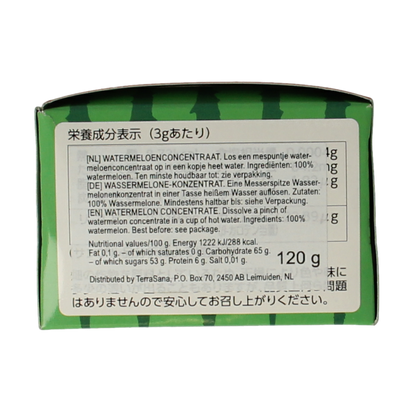 栄養成分表示（3gあたり）
[NL] WATERMELOENCONCENTRAAT. Los een mespuntje water-
meloenconcentraat op in een kopje heet water. Ingrediënten: 100%
watermeloen. Ten minste houdbaar tot: zie verpakking.
[DE] WASSERMELONE-KONZENTRAT. Eine Messerspitze Wasser-
melonenkonzentrat in einer Tasse heißem Wasser auflösen. Zutaten:
100% Wassermelone. Mindestens haltbar bis: siehe Verpackung.
[EN] WATERMELON CONCENTRATE. Dissolve a pinch of
watermelon concentrate in a cup of hot water. Ingredients: 100%
watermelon. Best before: see package.
Nutritional values/100 g. Energy 1222 kJ/288 kcal.
Fat 0,1 g. – of which saturates 0 g. Carbohydrate 65 g.
– of which sugars 53 g. Protein 6 g. Salt 0,01 g.
120 g
Distributed by TerraSana, P.O. Box 70, 2450 AB Leimuiden, NL
味に
問題
はありませんので安心してお召し上がりください。